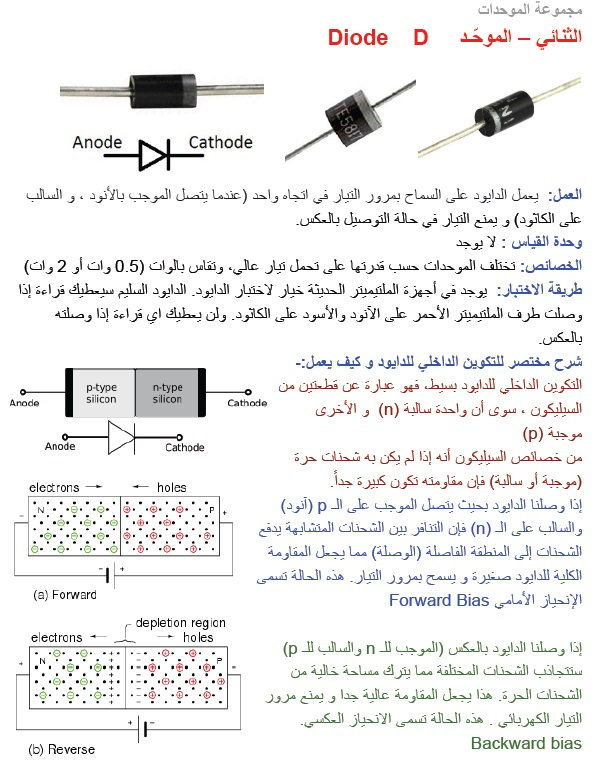 مجموعة الموحدات
الثنائي – الموحّد Diode D
Anode Cathode
N
العمل: يعمل الدايود على السماح بمرور التيار في اتجاه واحد (عندما يتصل الموجب بالأنود ، و السالب
على الكاثود) و يمنع التيار في حالة التوصيل بالعكس.
وحدة القياس : لا يوجد
الخصائص: تختلف الموحدات حسب قدرتها على تحمل تيار عالي، وتقاس بالوات (0.5 وات أو 2 وات)
طريقة الاختبار: يوجد في أجهزة الملتيميتر الحديثة خيار لاختبار الدايود. الدايود السليم سيعطيك قراءة إذا
وصلت طرف الملتيميتر الأحمر على الآنود والأسود على الكاثود. ولن يعطيك اي قراءة إذا وصلته
بالعكس.
شرح مختصر للتكوين الداخلي للدايود و كيف يعمل:-
التكوين الداخلي للدايود بسيط، فهو عبارة عن قطعتين من
السيليكون ، سوى أن واحدة سالبة (n) و الأخرى
موجبة (p)
من خصائص السيليكون أنه إذا لم يكن به شحنات حرة
(موجبة أو سالبة) فإن مقاومته تكون كبيرة جداً.
إذا وصلنا الدايود بحيث يتصل الموجب على الـ p (آنود)
والسالب على الـ (n) فإن التنافر بين الشحنات المتشابهة يدفع
الشحنات إلى المنطقة الفاصلة (الوصلة) مما يجعل المقاومة
الكلية للدايود صغيرة و يسمح بمرور التيار. هذه الحالة تسمى
الإنحياز الأمامي Forward Bias
إذا وصلنا الدايود بالعكس (الموجب للـ n والسالب للـ p)
ستتجاذب الشحنات المختلفة مما يترك مساحة خالية من
الشحنات الحرة. هذا يجعل المقاومة عالية جدا و يمنع مرور
التيار الكهربائي . هذه الحالة تسمى الانحياز العكسي.
Backward bias
p-type silicon
n-type silicon
Anode Cathode
Anode Cathode
electrons holes
N P
(a) Forward
depletion region
electrons holes
N P
(b) Reverse